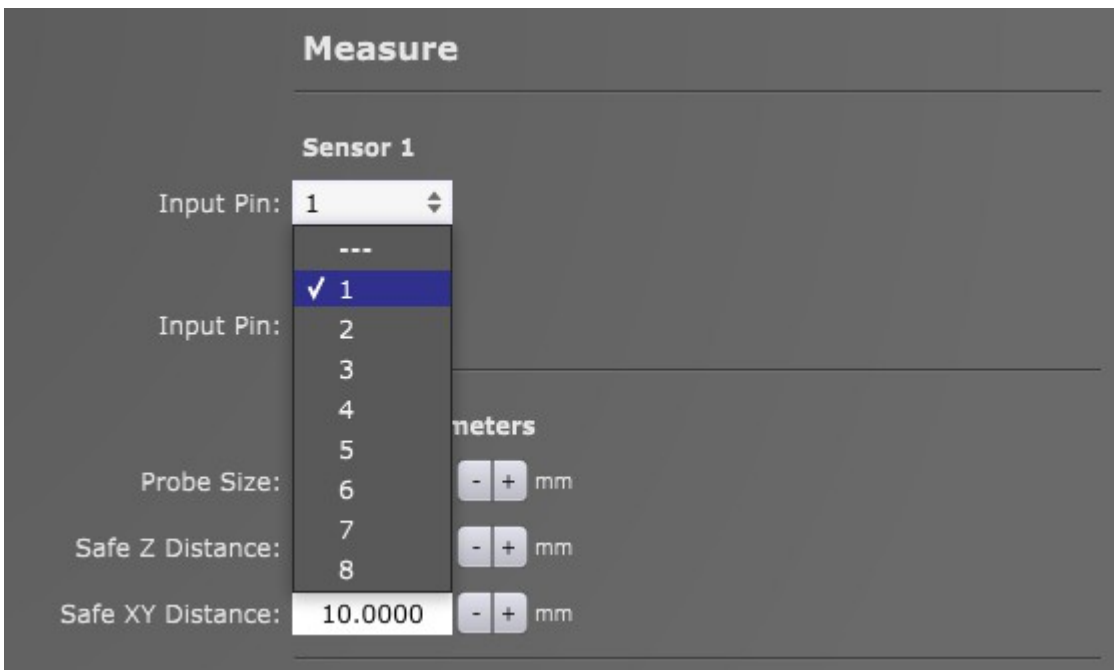 Measure
Sensor 1
Input Pin: 1
---
✓ 1
Input Pin: 2
3
4
meters
5
Probe Size: 6 - + mm
7
Safe Z Distance: - + mm
8
Safe XY Distance: 10.0000 - + mm